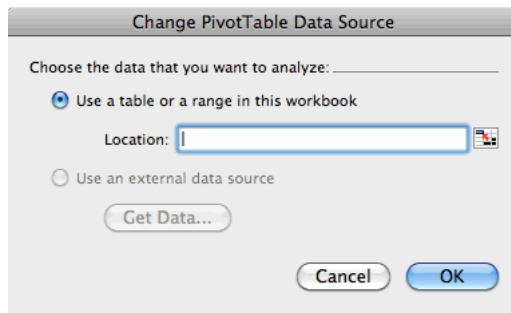 Change PivotTable Data Source
Choose the data that you want to analyze:
Use a table or a range in this workbook
Location:
Use an external data source
Get Data...
Cancel OK